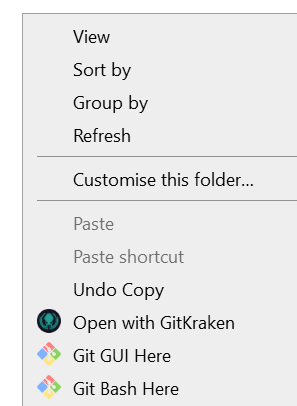 View
Sort by
Group by
Refresh
Customise this folder...
Paste
Paste shortcut
Undo Copy
Open with GitKraken
Git GUI Here
Git Bash Here